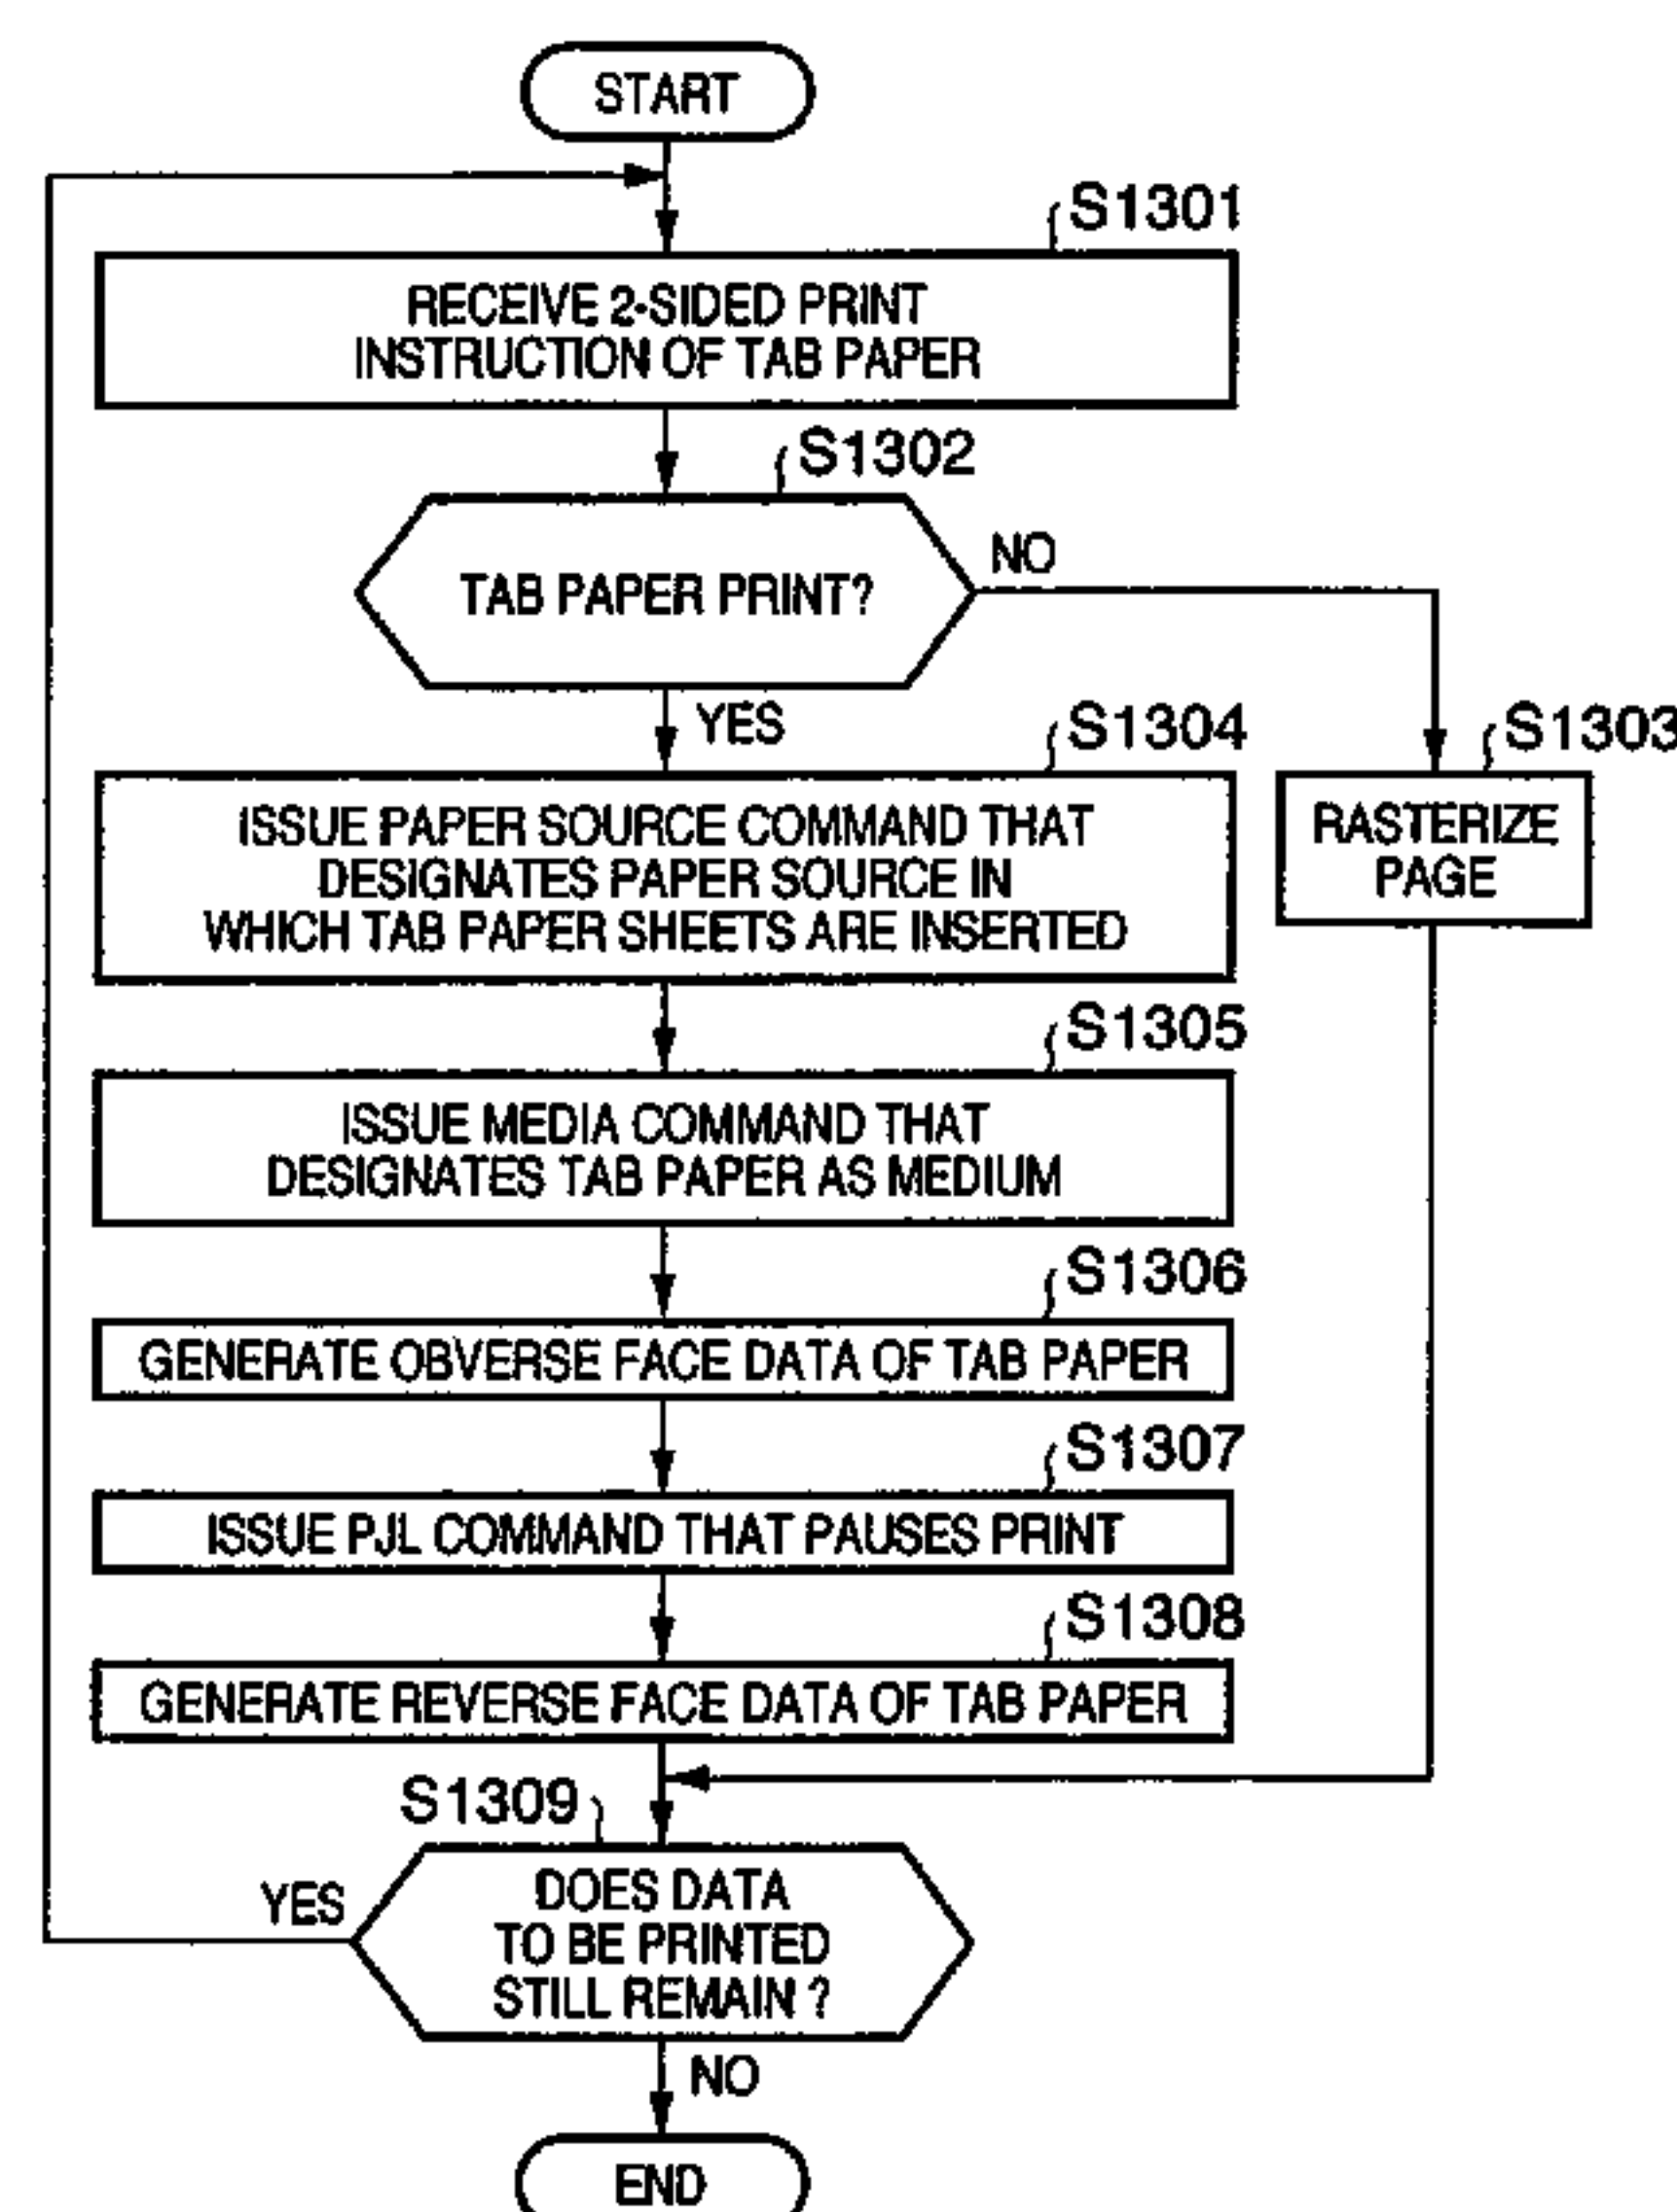 START
S1301
RECEIVE 2-SIDED PRINT
INSTRUCTION OF TAB PAPER
S1302
TAB PAPER PRINT?
NO
YES
S1304
ISSUE PAPER SOURCE COMMAND THAT
DESIGNATES PAPER SOURCE IN
WHICH TAB PAPER SHEETS ARE INSERTED
S1303
RASTERIZE
PAGE
S1305
ISSUE MEDIA COMMAND THAT
DESIGNATES TAB PAPER AS MEDIUM
S1306
GENERATE OBVERSE FACE DATA OF TAB PAPER
S1307
ISSUE PJL COMMAND THAT PAUSES PRINT
S1308
GENERATE REVERSE FACE DATA OF TAB PAPER
S1309
DOES DATA
TO BE PRINTED
STILL REMAIN ?
YES
NO
END